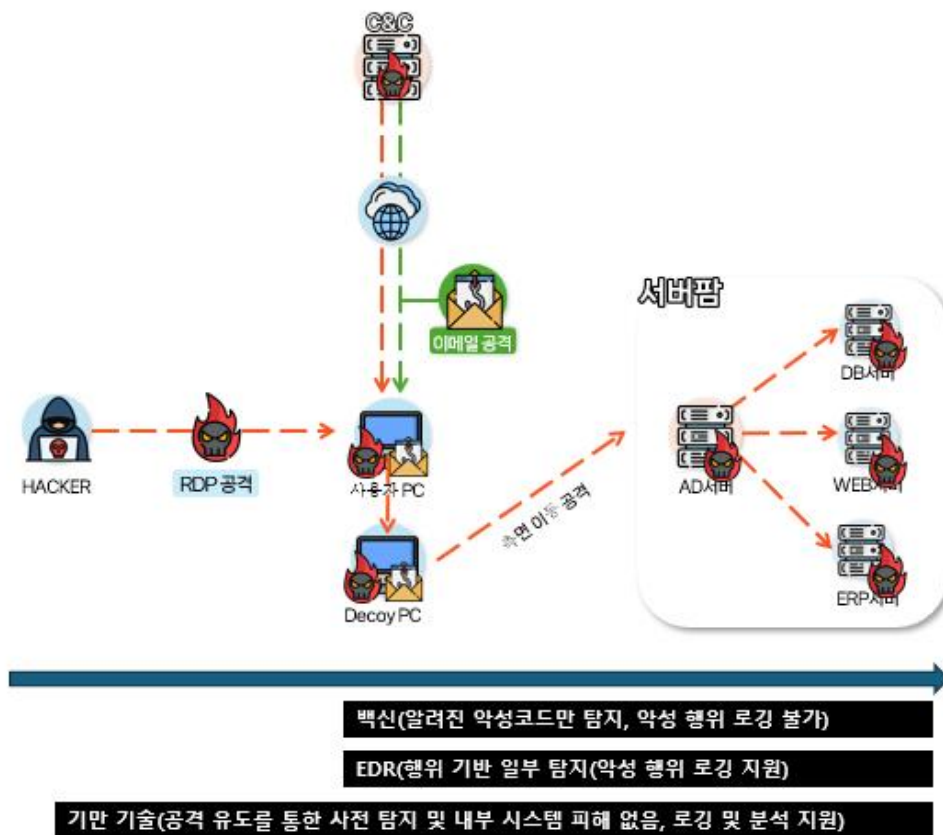 C&C
이메일 공격
서버팜
DB서버
HACKER
RDP 공격
사용자 PC
측면 이동 공격
AD서버
WEB서버
Decoy PC
ERP서버
백신(알려진 악성코드만 탐지, 악성 행위 로깅 불가)
EDR(행위 기반 일부 탐지(악성 행위 로깅 지원)
기만 기술(공격 유도를 통한 사전 탐지 및 내부 시스템 피해 없음, 로깅 및 분석 지원)